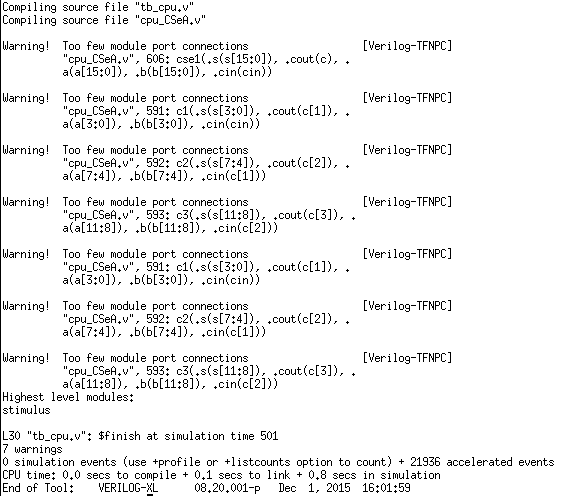 Compiling source file "tb_cpu.v"
Compiling source file "cpu_CSeA.v"
Warning!  Too few module port connections                [Verilog-TFNPC]
"cpu_CSeA.v", 606: cse1(.s(s[15:0]), .cout(c), .
a(a[15:0]), .b(b[15:0]), .cin(cin))
Warning!  Too few module port connections                [Verilog-TFNPC]
"cpu_CSeA.v", 591: c1(.s(s[3:0]), .cout(c[1]), .
a(a[3:0]), .b(b[3:0]), .cin(cin))
Warning!  Too few module port connections                [Verilog-TFNPC]
"cpu_CSeA.v", 592: c2(.s(s[7:4]), .cout(c[2]), .
a(a[7:4]), .b(b[7:4]), .cin(c[1]))
Warning!  Too few module port connections                [Verilog-TFNPC]
"cpu_CSeA.v", 593: c3(.s(s[11:8]), .cout(c[3]), .
a(a[11:8]), .b(b[11:8]), .cin(c[2]))
Warning!  Too few module port connections                [Verilog-TFNPC]
"cpu_CSeA.v", 591: c1(.s(s[3:0]), .cout(c[1]), .
a(a[3:0]), .b(b[3:0]), .cin(cin))
Warning!  Too few module port connections                [Verilog-TFNPC]
"cpu_CSeA.v", 592: c2(.s(s[7:4]), .cout(c[2]), .
a(a[7:4]), .b(b[7:4]), .cin(c[1]))
Warning!  Too few module port connections                [Verilog-TFNPC]
"cpu_CSeA.v", 593: c3(.s(s[11:8]), .cout(c[3]), .
a(a[11:8]), .b(b[11:8]), .cin(c[2]))
Highest level modules:
stimulus
L30 "tb_cpu.v": $finish at simulation time 501
7 warnings
0 simulation events (use +profile or +listcounts option to count) + 21936 accelerated events
CPU time: 0.0 secs to compile + 0.1 secs to link + 0.8 secs in simulation
End of Tool:    VERILOG-XL      08.20.001-p   Dec  1, 2015  16:01:59